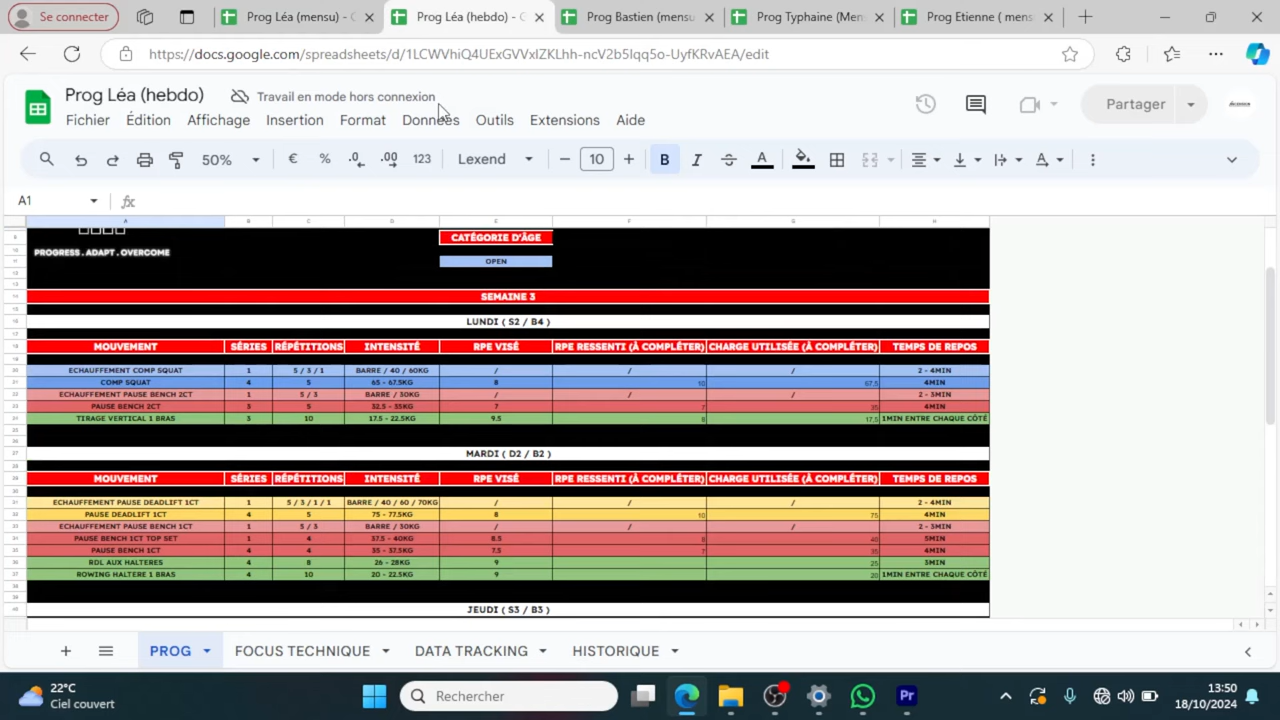 Se connecter
Prog Léa (mensu) - G
Prog Léa (hebdo) - G
Prog Bastien (mensu
Prog Typhaine (Men
Prog Etienne ( mens
https://docs.google.com/spreadsheets/d/1LCWVhiQ4UExGVVxIZKLhh-ncV2b5Iqq5o-UyfKRvAEA/edit
Prog Léa (hebdo)
Travail en mode hors connexion
Partager
Fichier Édition Affichage Insertion Format Données Outils Extensions Aide
50% € % .0 .00 123 Lexend 10 B I A
A1 fx
A B C D E F G H
CATÉGORIE D'ÂGE
PROGRESS . ADAPT . OVERCOME
OPEN
SEMAINE 3
LUNDI ( S2 / B4 )
MOUVEMENT SÉRIES RÉPÉTITIONS INTENSITÉ RPE VISÉ RPE RESSENTI (À COMPLÉTER) CHARGE UTILISÉE (À COMPLÉTER) TEMPS DE REPOS
ECHAUFFEMENT COMP SQUAT 1 5 / 3 / 1 BARRE / 40 / 60KG / / / 2 - 4MIN
COMP SQUAT 4 5 65 - 67.5KG 8 10 67,5 4MIN
ECHAUFFEMENT PAUSE BENCH 2CT 1 5 / 3 BARRE / 30KG / / / 2 - 3MIN
PAUSE BENCH 2CT 3 5 32.5 - 35KG 7 7 35 4MIN
TIRAGE VERTICAL 1 BRAS 3 10 17.5 - 22.5KG 9.5 8 17,5 1MIN ENTRE CHAQUE CÔTÉ
MARDI ( D2 / B2 )
MOUVEMENT SÉRIES RÉPÉTITIONS INTENSITÉ RPE VISÉ RPE RESSENTI (À COMPLÉTER) CHARGE UTILISÉE (À COMPLÉTER) TEMPS DE REPOS
ECHAUFFEMENT PAUSE DEADLIFT 1CT 1 5 / 3 / 1 / 1 BARRE / 40 / 60 / 70KG / / / 2 - 4MIN
PAUSE DEADLIFT 1CT 4 5 75 - 77.5KG 8 10 75 4MIN
ECHAUFFEMENT PAUSE BENCH 1CT 1 5 / 3 BARRE / 30KG / / / 2 - 3MIN
PAUSE BENCH 1CT TOP SET 1 4 37.5 - 40KG 8.5 8 40 5MIN
PAUSE BENCH 1CT 4 4 35 - 37.5KG 7.5 7 35 4MIN
RDL AUX HALTERES 4 8 26 - 28KG 9 25 3MIN
ROWING HALTERE 1 BRAS 4 10 20 - 22.5KG 9 20 1MIN ENTRE CHAQUE CÔTÉ
JEUDI ( S3 / B3 )
PROG FOCUS TECHNIQUE DATA TRACKING HISTORIQUE
22°C
Ciel couvert
Rechercher
Pr
13:50
18/10/2024